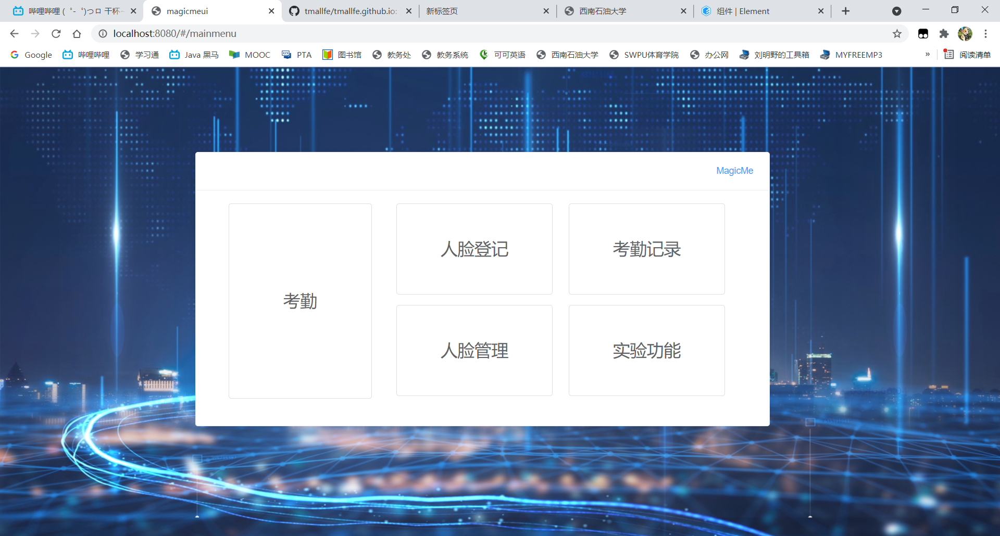 哔哩哔哩 ( ゜- ゜)つロ 干杯~
magicmeui
tmallfe/tmallfe.github.io:
新标签页
西南石油大学
组件 | Element
localhost:8080/#/mainmenu
Google
哔哩哔哩
学习通
Java 黑马
MOOC
PTA
图书馆
教务处
教务系统
可可英语
西南石油大学
SWPU体育学院
办公网
刘明野的工具箱
MYFREEMP3
»
阅读清单
MagicMe
考勤
人脸登记
考勤记录
人脸管理
实验功能